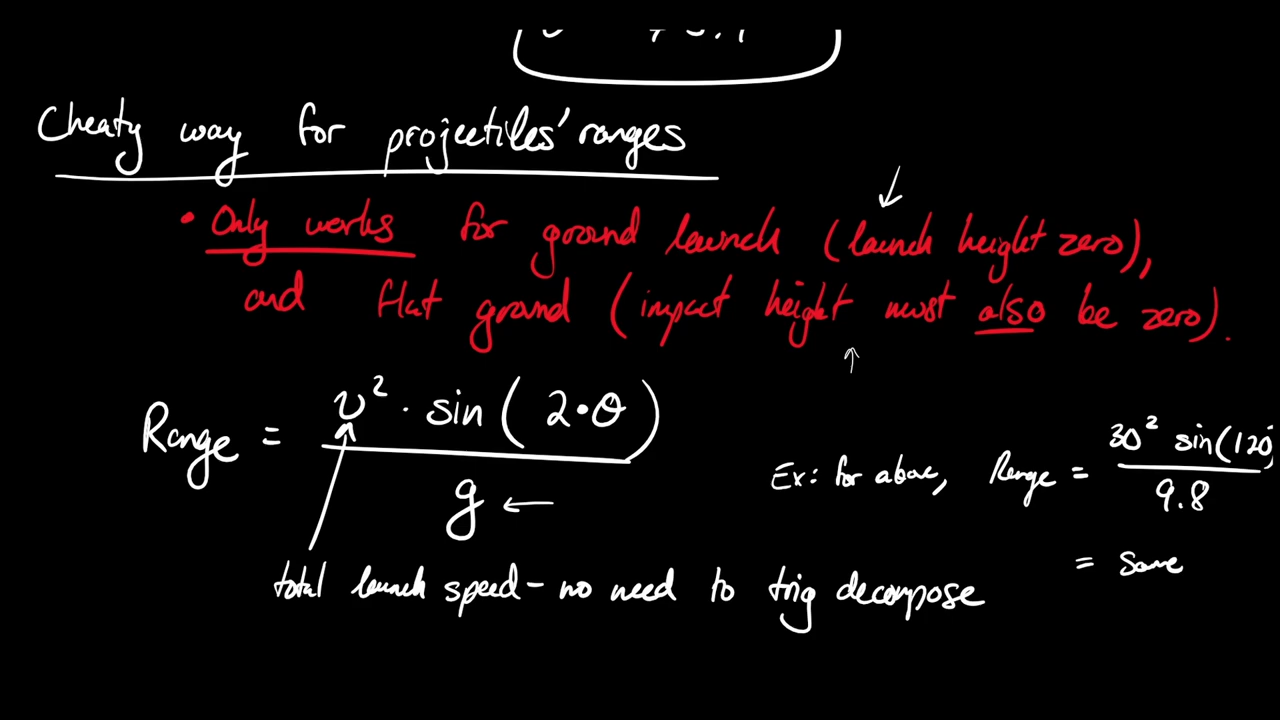 Cheaty way for projectiles' ranges
• Only works for ground launch (launch height zero),
and flat ground (impact height must also be zero).
Range = v² · sin(2•θ) / g
Ex: for above, Range = 30² sin(120) / 9.8
= Same
total launch speed - no need to trig decompose